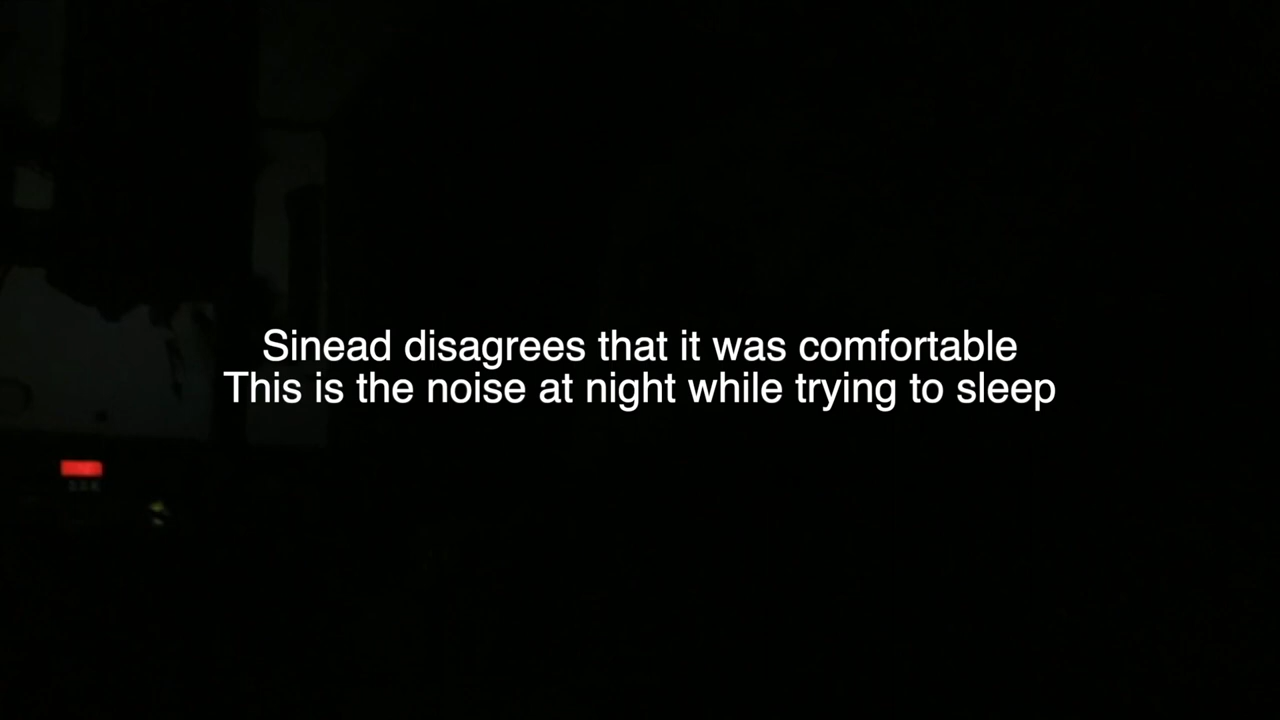 Sinead disagrees that it was comfortable
This is the noise at night while trying to sleep